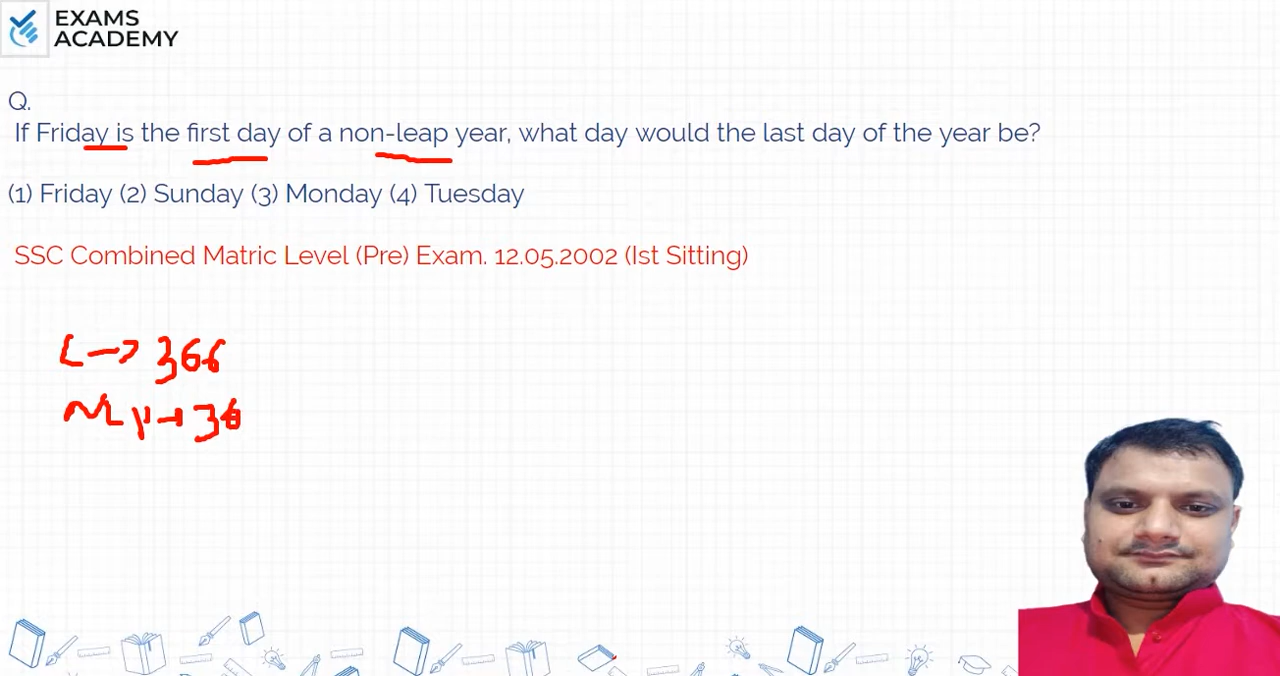 EXAMS
ACADEMY
Q.
If Friday is the first day of a non-leap year, what day would the last day of the year be?
(1) Friday (2) Sunday (3) Monday (4) Tuesday
SSC Combined Matric Level (Pre) Exam. 12.05.2002 (Ist Sitting)
L → 366
NLY → 36